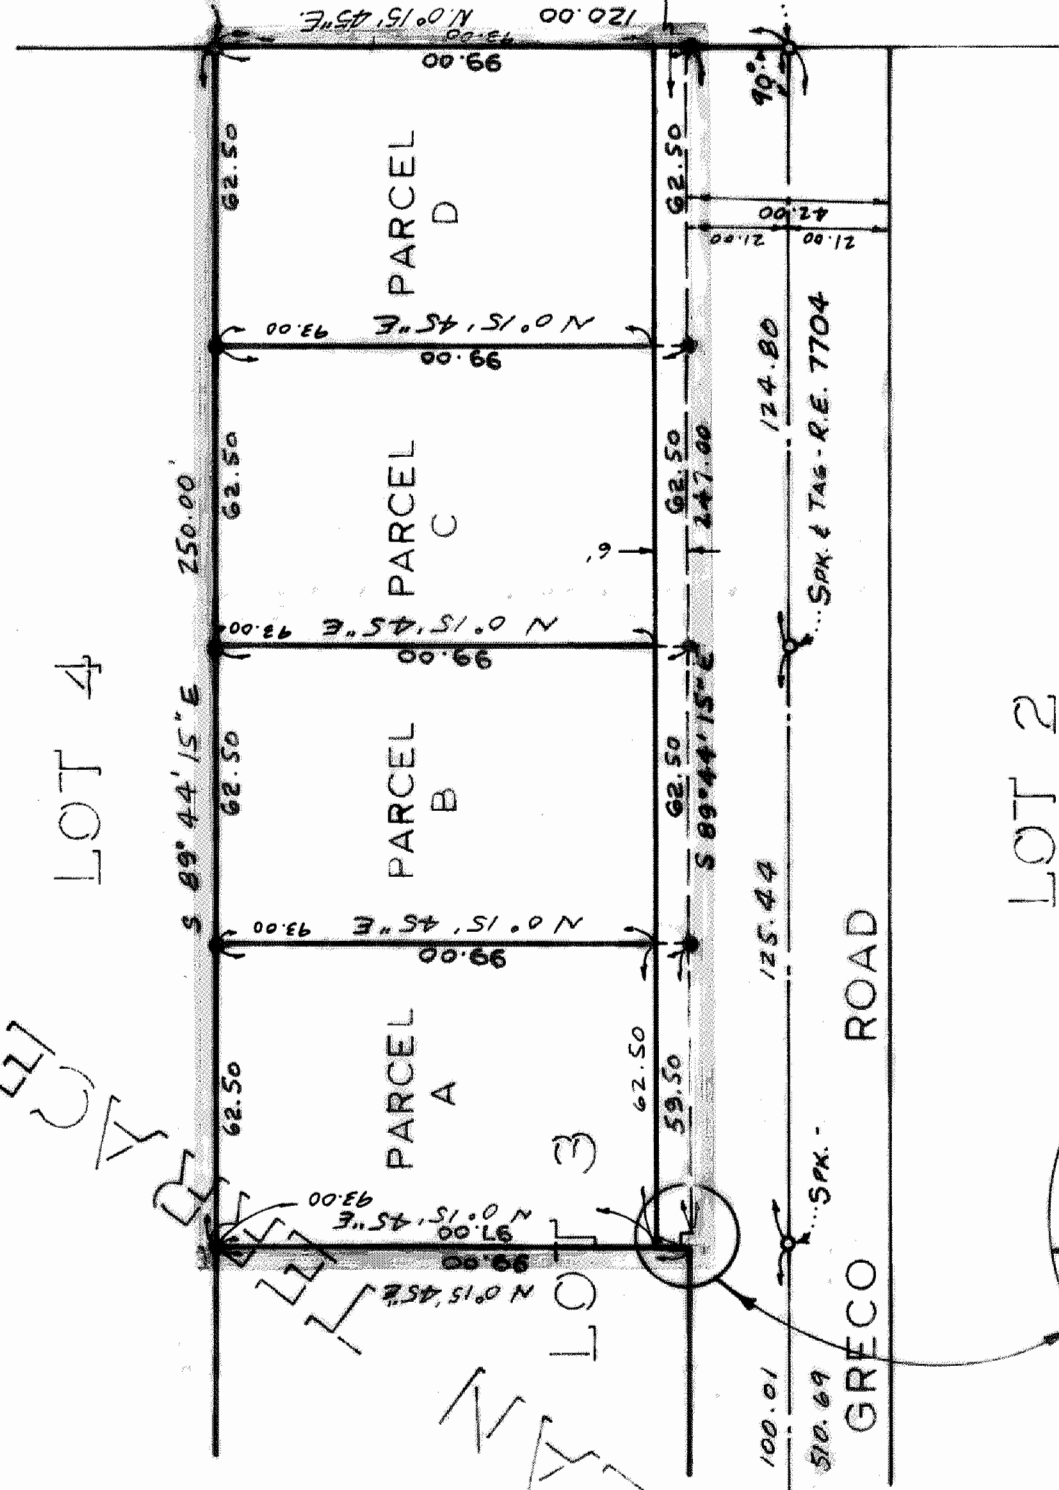 N.0°15'45"E.
120.00
93.00
99.00
90°
62.50
PARCEL
D
62.50
42.00
21.00
21.00
N 0°15'45"E
93.00
99.00
124.80
SPK. & TAG - R.E. 7704
250.00'
62.50
PARCEL
C
62.50
247.00
6'
N 0°15'45"E
93.00
99.00
LOT 4
S 89°44'15"E
62.50
PARCEL
B
62.50
S 89°44'15"E
LOT 2
N 0°15'45"E
93.00
99.00
125.44
62.50
PARCEL
A
62.50
59.50
SPK. -
GRECO ROAD
93.00
N 0°15'45"E
97.00
99.00
N 0°15'45"E
LOT 3
100.01
510.69